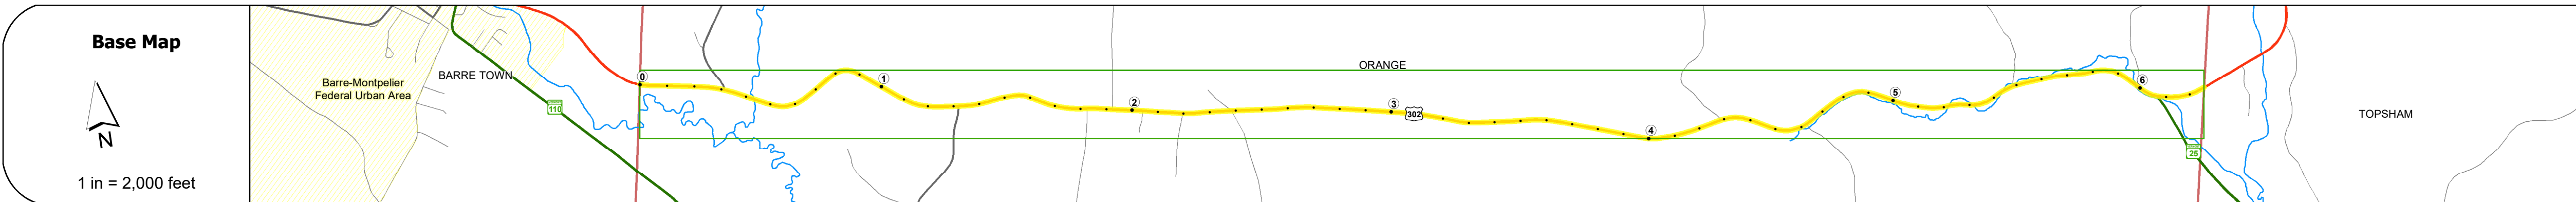 Base Map
N
1 in = 2,000 feet
Barre-Montpelier
Federal Urban Area
BARRE TOWN
110
0
1
2
ORANGE
3
302
4
5
6
25
TOPSHAM